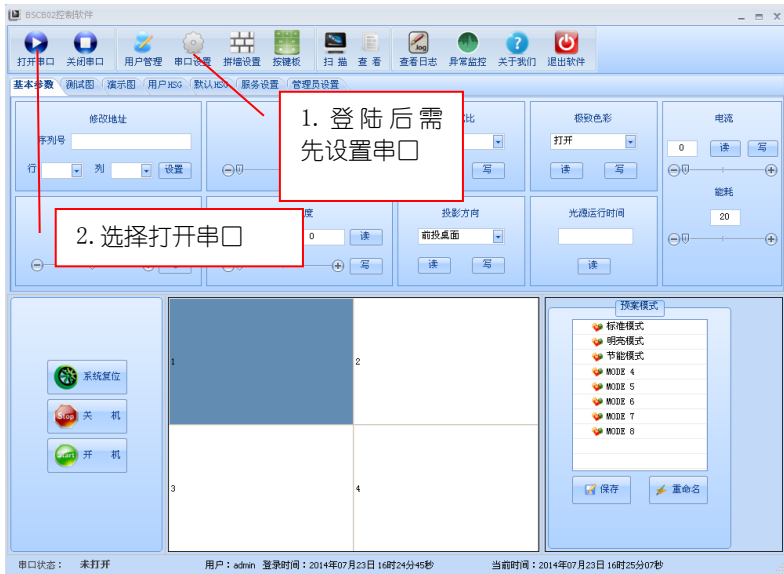 BSCB02控制软件
打开串口 关闭串口 用户管理 串口设置 拼墙设置 按键板 扫 描 查 看 查看日志 异常监控 关于我们 退出软件
基本参数 测试图 演示图 用户HSG 默认HSG 服务设置 管理员设置
修改地址
序列号
行 列 设置
1. 登陆后需
先设置串口
比
写
极致色彩
打开
读 写
电流
0 读 写
能耗
20
2. 选择打开串口
度
0 读
写
投影方向
前投桌面
读 写
光源运行时间
读
系统复位
Stop 关 机
Start 开 机
1
2
3
4
预案模式
标准模式
明亮模式
节能模式
MODE 4
MODE 5
MODE 6
MODE 7
MODE 8
保存 重命名
串口状态： 未打开 用户：admin 登录时间：2014年07月23日 16时24分45秒 当前时间：2014年07月23日 16时25分07秒